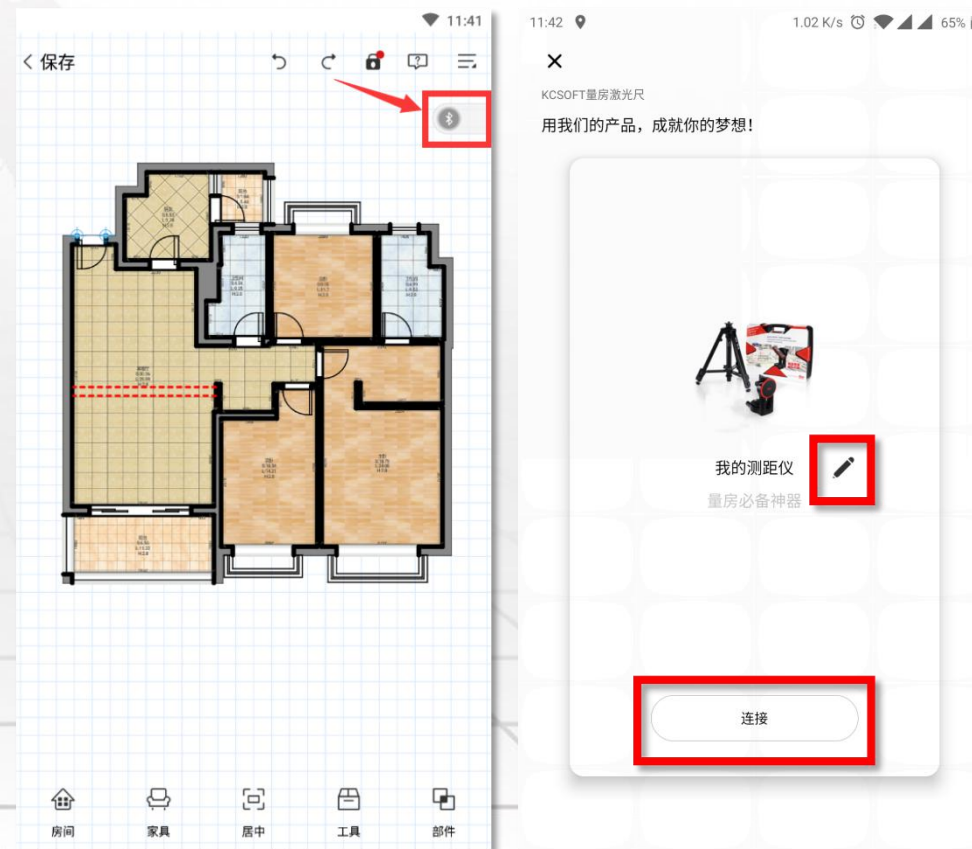 11:41
保存
房间
家具
居中
工具
部件
11:42
1.02 K/s
65%
KCSOFT量房激光尺
用我们的产品，成就你的梦想！
我的测距仪
量房必备神器
连接